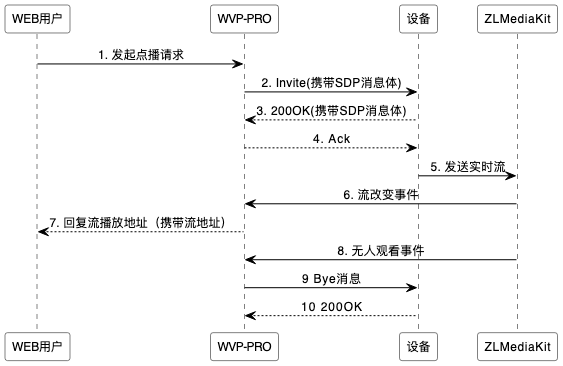 WEB用户
WVP-PRO
设备
ZLMediaKit
1. 发起点播请求
2. Invite(携带SDP消息体)
3. 200OK(携带SDP消息体)
4. Ack
5. 发送实时流
6. 流改变事件
7. 回复流播放地址（携带流地址）
8. 无人观看事件
9 Bye消息
10 200OK
WEB用户
WVP-PRO
设备
ZLMediaKit